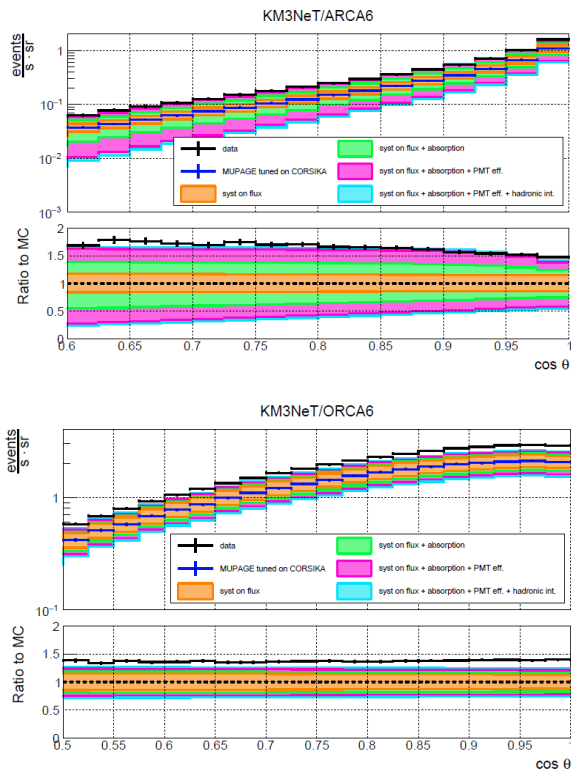 KM3NeT/ARCA6
events
s · sr
1
10⁻¹
10⁻²
10⁻³
data
MUPAGE tuned on CORSIKA
syst on flux
syst on flux + absorption
syst on flux + absorption + PMT eff.
syst on flux + absorption + PMT eff. + hadronic int.
Ratio to MC
2
1.5
1
0.5
0
0.6 0.65 0.7 0.75 0.8 0.85 0.9 0.95 1
cos θ
KM3NeT/ORCA6
events
s · sr
1
10⁻¹
data
MUPAGE tuned on CORSIKA
syst on flux
syst on flux + absorption
syst on flux + absorption + PMT eff.
syst on flux + absorption + PMT eff. + hadronic int.
Ratio to MC
2
1.5
1
0.5
0
0.5 0.55 0.6 0.65 0.7 0.75 0.8 0.85 0.9 0.95 1
cos θ